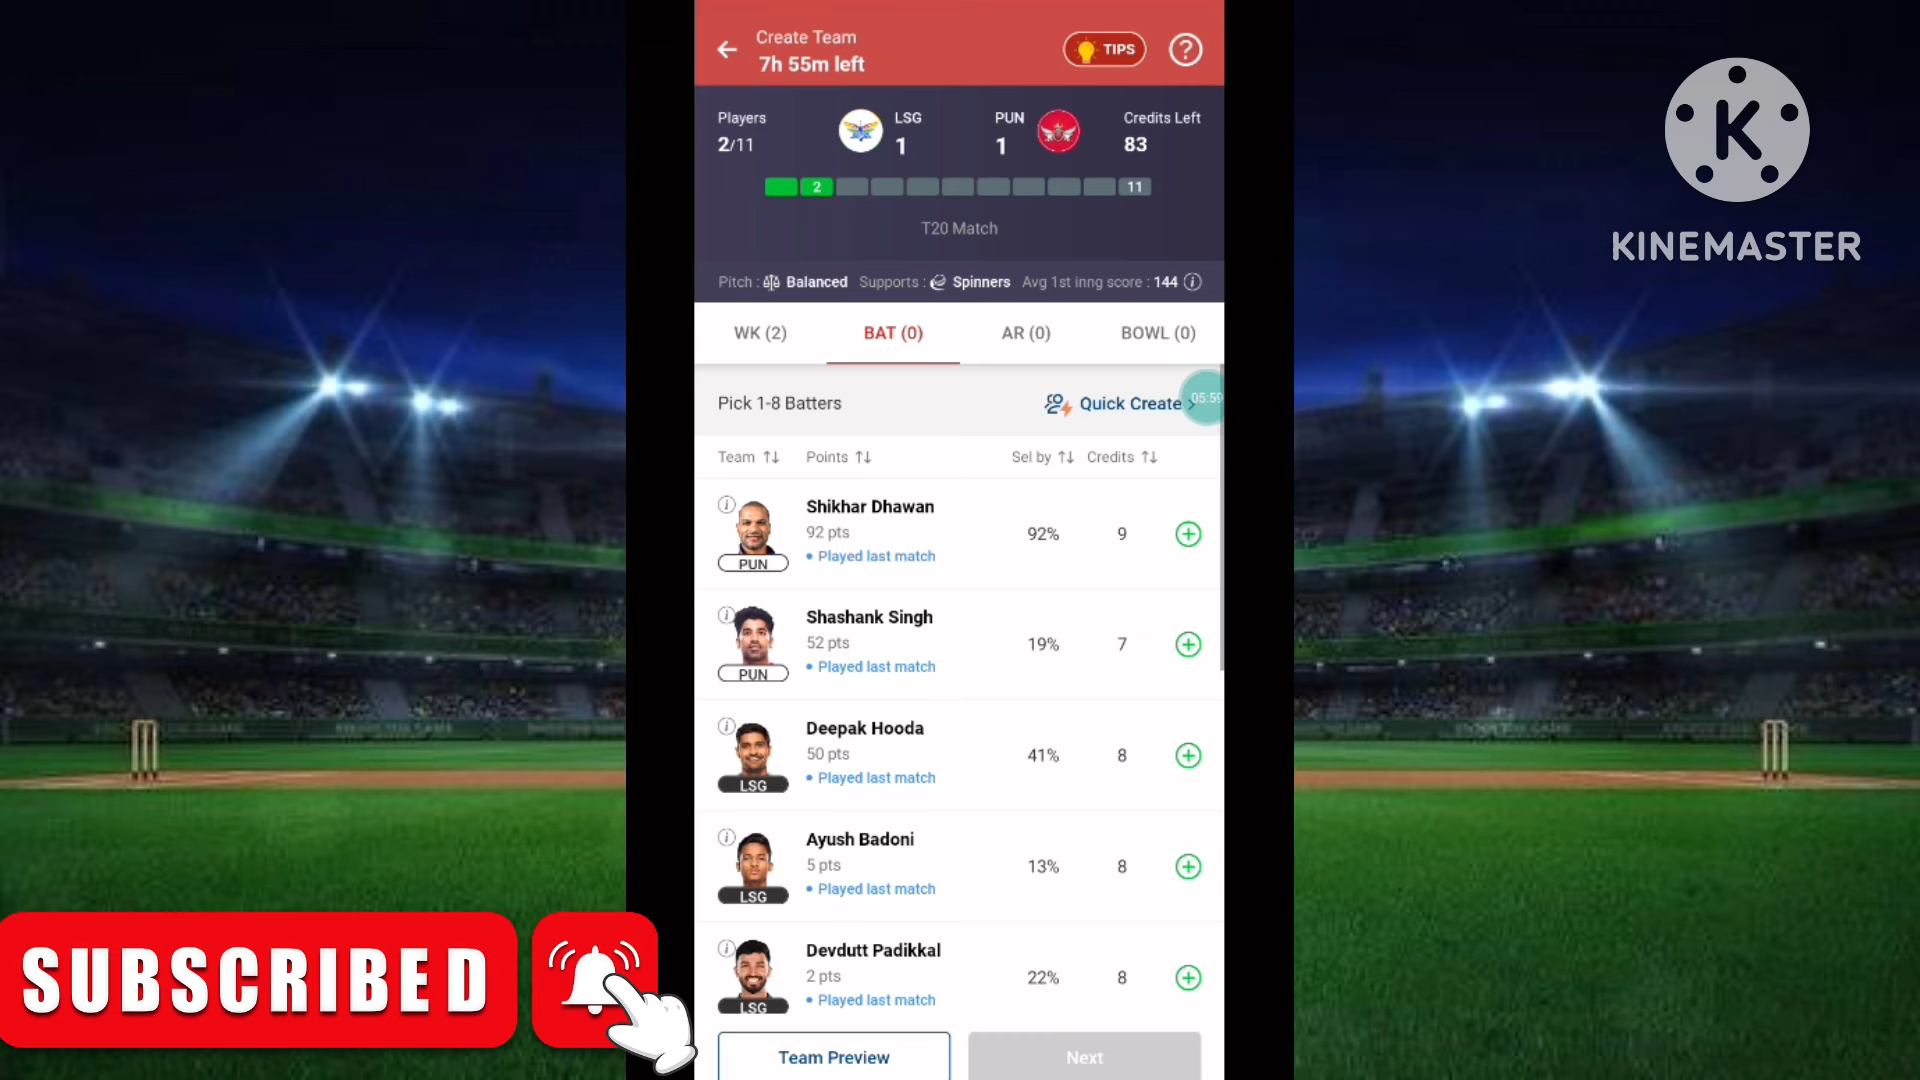 Create Team
7h 55m left
TIPS
?
KINEMASTER
K
Players
2/11
LSG
1
PUN
1
Credits Left
83
2
11
T20 Match
Pitch : Balanced Supports : Spinners Avg 1st inng score : 144
WK (2) BAT (0) AR (0) BOWL (0)
Pick 1-8 Batters
Quick Create
05:59
Team Points Sel by Credits
Shikhar Dhawan
92 pts
92% 9
Played last match
PUN
Shashank Singh
52 pts
19% 7
Played last match
PUN
Deepak Hooda
50 pts
41% 8
Played last match
LSG
Ayush Badoni
5 pts
13% 8
Played last match
LSG
Devdutt Padikkal
2 pts
22% 8
Played last match
LSG
SUBSCRIBED
Team Preview
Next